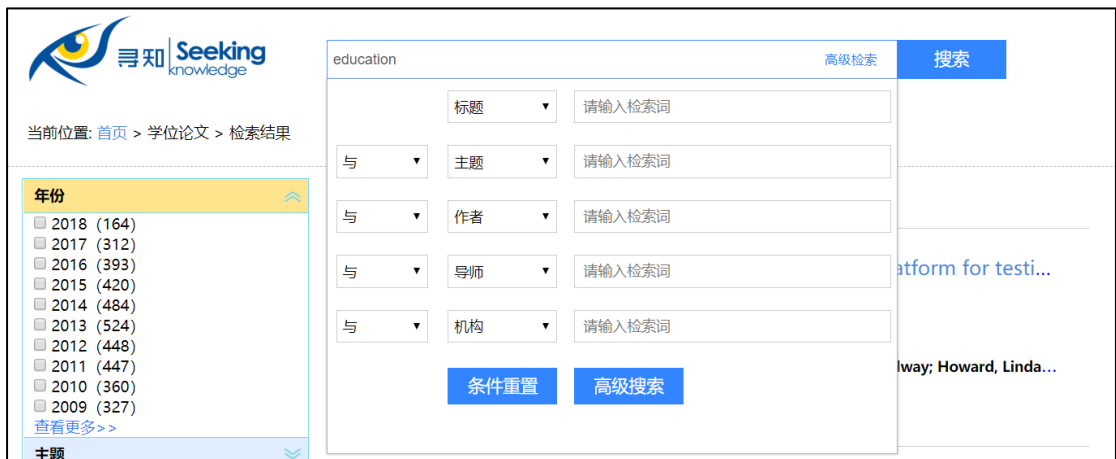 寻知 Seeking
knowledge
education 高级检索 搜索
当前位置: 首页 > 学位论文 > 检索结果
标题 ▼ 请输入检索词
与 ▼ 主题 ▼ 请输入检索词
与 ▼ 作者 ▼ 请输入检索词
与 ▼ 导师 ▼ 请输入检索词
与 ▼ 机构 ▼ 请输入检索词
条件重置 高级搜索
年份
2018 (164)
2017 (312)
2016 (393)
2015 (420)
2014 (484)
2013 (524)
2012 (448)
2011 (447)
2010 (360)
2009 (327)
查看更多>>
主题
atform for testi...
lway; Howard, Linda...